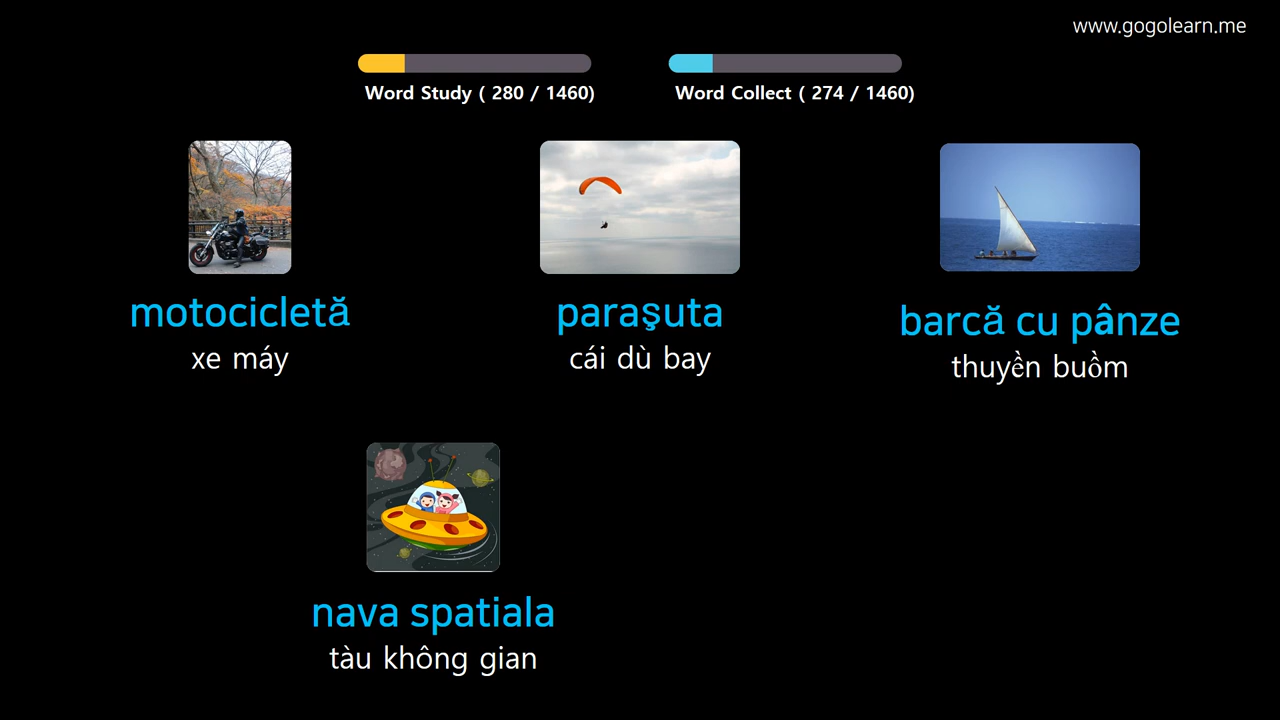 www.gogolearn.me
Word Study ( 280 / 1460)
Word Collect ( 274 / 1460)
motocicletă
xe máy
paraşuta
cái dù bay
barcă cu pânze
thuyền buồm
nava spatiala
tàu không gian